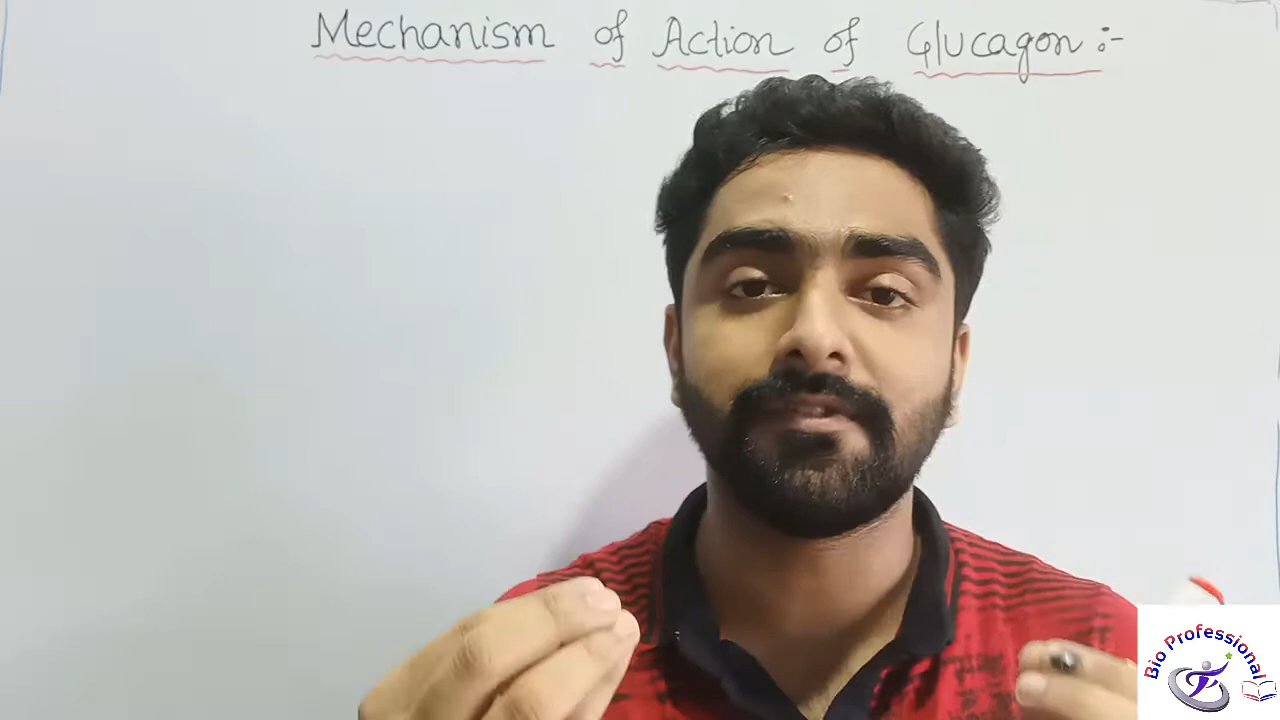 Mechanism of Action of Glucagon :-
Bio Professional